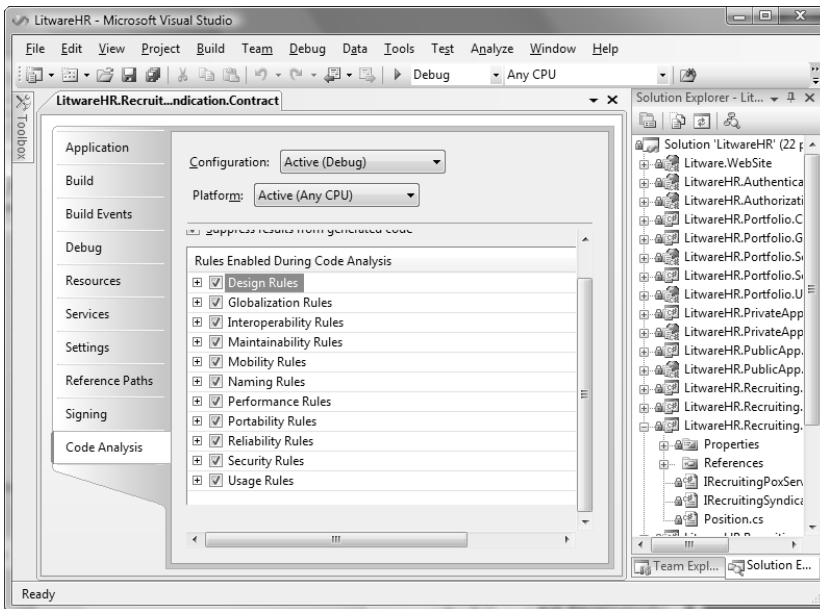 LitwareHR - Microsoft Visual Studio
File Edit View Project Build Team Debug Data Tools Test Analyze Window Help
Debug Any CPU
Toolbox
LitwareHR.Recruit...ndication.Contract
Application
Build
Build Events
Debug
Resources
Services
Settings
Reference Paths
Signing
Code Analysis
Configuration: Active (Debug)
Platform: Active (Any CPU)
Suppress results from generated code
Rules Enabled During Code Analysis
Design Rules
Globalization Rules
Interoperability Rules
Maintainability Rules
Mobility Rules
Naming Rules
Performance Rules
Portability Rules
Reliability Rules
Security Rules
Usage Rules
Solution Explorer - Lit...
Solution 'LitwareHR' (22 p
Litware.WebSite
LitwareHR.Authentica
LitwareHR.Authorizati
LitwareHR.Portfolio.C
LitwareHR.Portfolio.G
LitwareHR.Portfolio.S
LitwareHR.Portfolio.S
LitwareHR.Portfolio.U
LitwareHR.PrivateApp
LitwareHR.PrivateApp
LitwareHR.PublicApp.
LitwareHR.PublicApp.
LitwareHR.Recruiting.
LitwareHR.Recruiting.
LitwareHR.Recruiting.
Properties
References
IRecruitingPoxServ
IRecruitingSyndica
Position.cs
Team Expl... Solution E...
Ready